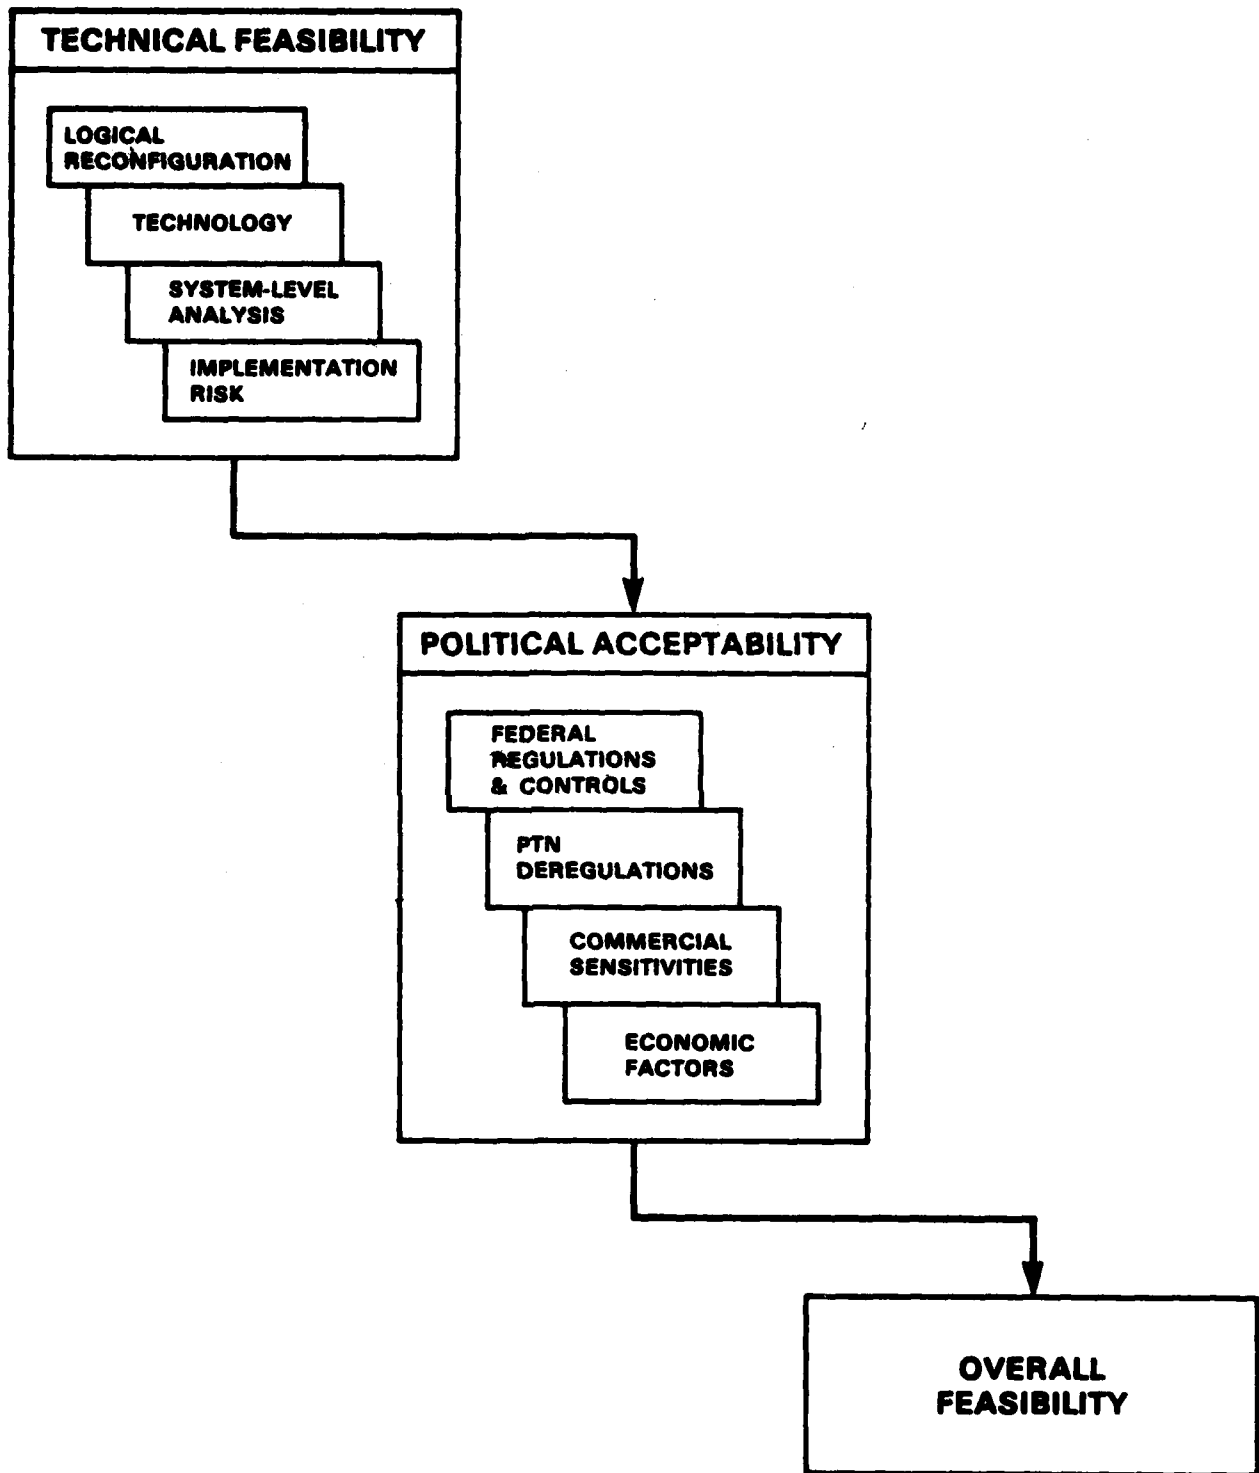 TECHNICAL FEASIBILITY
LOGICAL
RECONFIGURATION
TECHNOLOGY
SYSTEM-LEVEL
ANALYSIS
IMPLEMENTATION
RISK
POLITICAL ACCEPTABILITY
FEDERAL
REGULATIONS
& CONTROLS
PTN
DEREGULATIONS
COMMERCIAL
SENSITIVITIES
ECONOMIC
FACTORS
OVERALL
FEASIBILITY